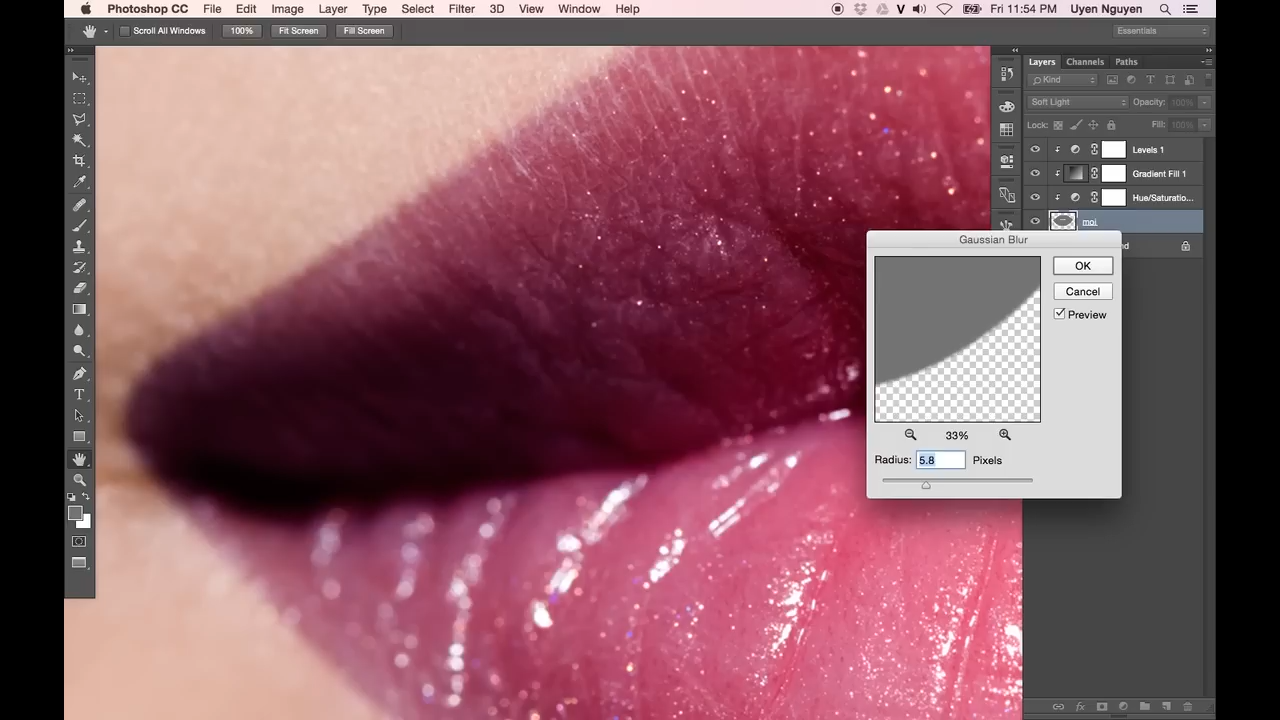 Photoshop CC File Edit Image Layer Type Select Filter 3D View Window Help V Fri 11:54 PM Uyen Nguyen
Scroll All Windows 100% Fit Screen Fill Screen Essentials
Layers Channels Paths
Kind
Soft Light Opacity: 100%
Lock: Fill: 100%
Levels 1
Gradient Fill 1
Hue/Saturatio...
moi
Gaussian Blur
nd
OK
Cancel
Preview
33%
Radius: 5.8 Pixels